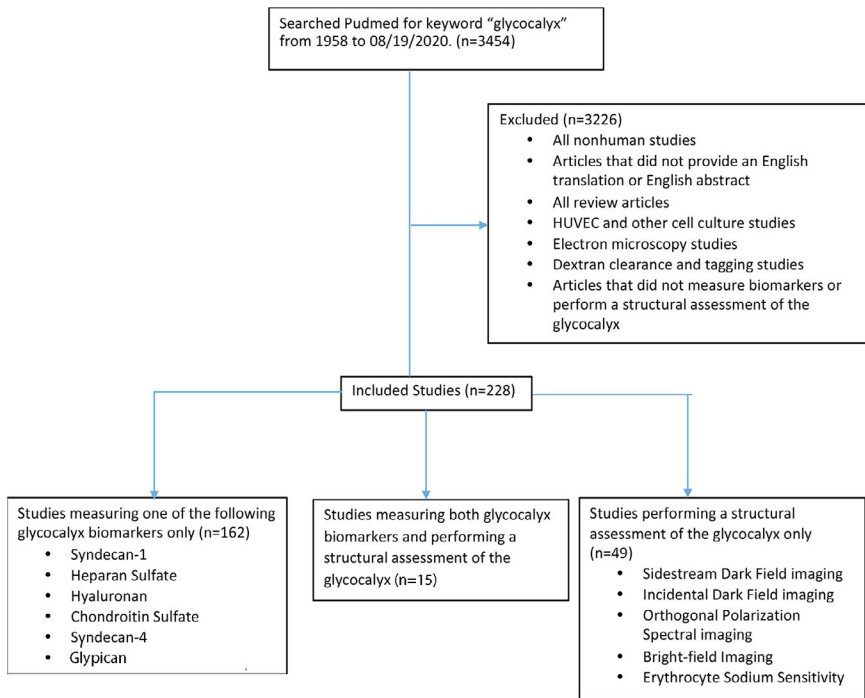 Searched Pudmed for keyword “glycocalyx”
from 1958 to 08/19/2020. (n=3454)
Excluded (n=3226)
• All nonhuman studies
• Articles that did not provide an English
translation or English abstract
• All review articles
• HUVEC and other cell culture studies
• Electron microscopy studies
• Dextran clearance and tagging studies
• Articles that did not measure biomarkers or
perform a structural assessment of the
glycocalyx
Included Studies (n=228)
Studies measuring one of the following
glycocalyx biomarkers only (n=162)
• Syndecan-1
• Heparan Sulfate
• Hyaluronan
• Chondroitin Sulfate
• Syndecan-4
• Glypican
Studies measuring both glycocalyx
biomarkers and performing a
structural assessment of the
glycocalyx (n=15)
Studies performing a structural
assessment of the glycocalyx only
(n=49)
• Sidestream Dark Field imaging
• Incidental Dark Field imaging
• Orthogonal Polarization
Spectral imaging
• Bright-field Imaging
• Erythrocyte Sodium Sensitivity